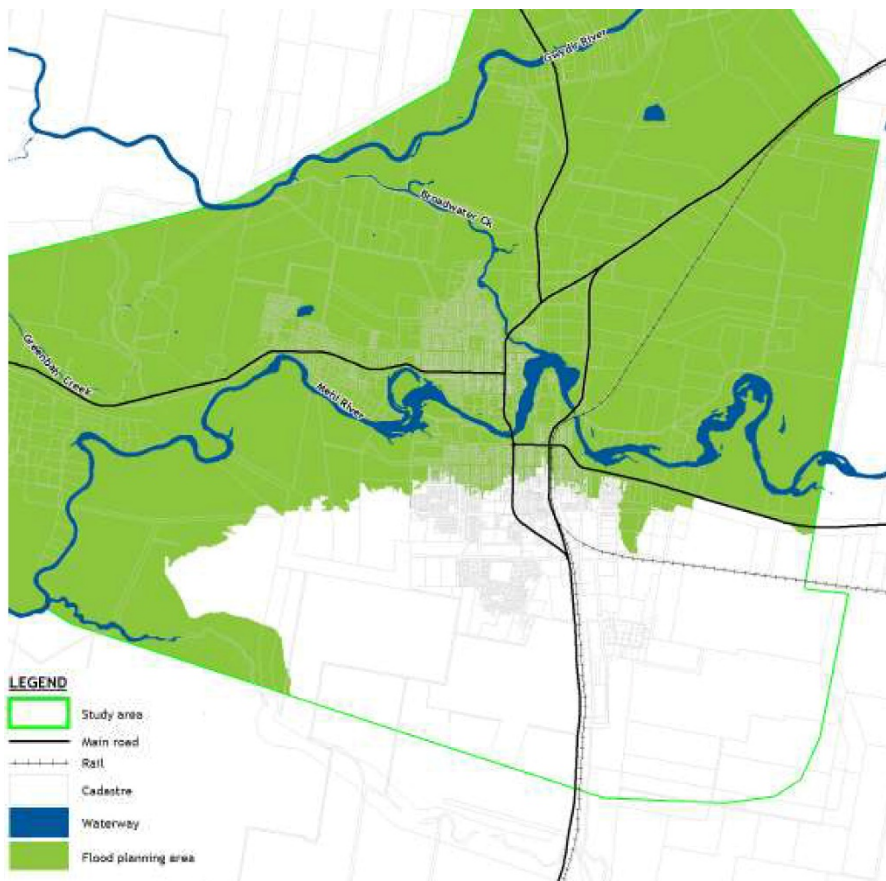 Gwydir River
Broadwater Ck
Greenbah Creek
Mehi River
LEGEND
Study area
Main road
Rail
Cadastre
Waterway
Flood planning area